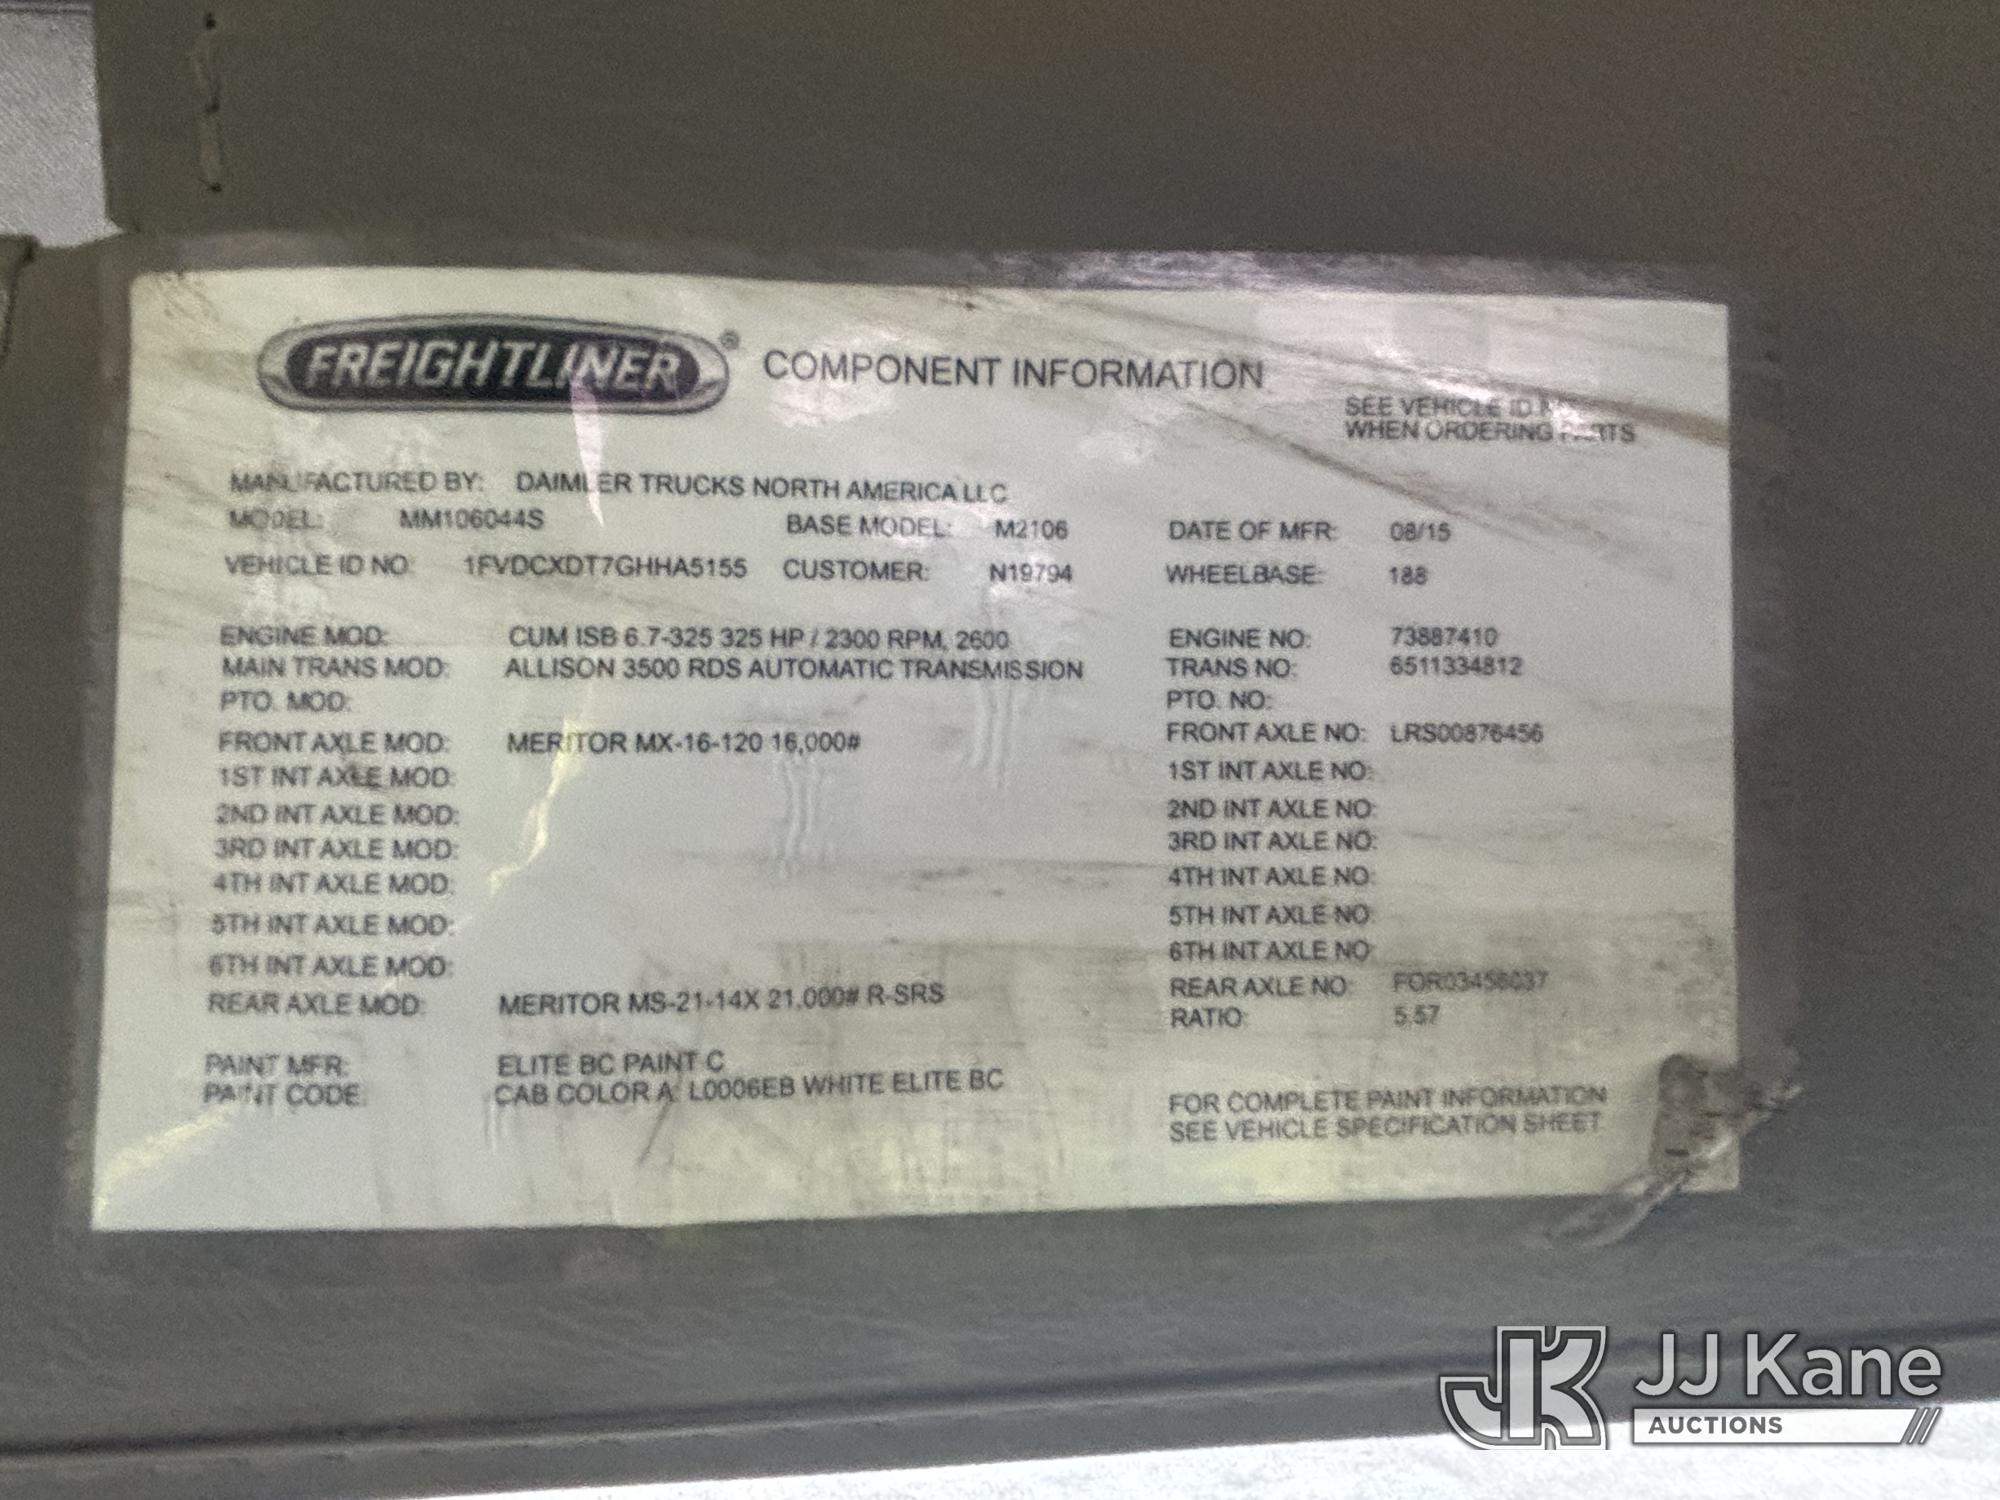 FREIGHTLINER® COMPONENT INFORMATION
SEE VEHICLE ID
WHEN ORDERING PARTS
MANUFACTURED BY: DAIMLER TRUCKS NORTH AMERICA LLC
MODEL: MM106044S BASE MODEL: M2106 DATE OF MFR: 08/15
VEHICLE ID NO: 1FVDCXDT7GHHA5155 CUSTOMER: N19794 WHEELBASE: 188
ENGINE MOD: CUM ISB 6.7-325 325 HP / 2300 RPM, 2600 ENGINE NO: 73887410
MAIN TRANS MOD: ALLISON 3500 RDS AUTOMATIC TRANSMISSION TRANS NO: 6511334812
PTO. MOD: PTO. NO:
FRONT AXLE MOD: MERITOR MX-16-120 16,000# FRONT AXLE NO: LRS00876456
1ST INT AXLE MOD: 1ST INT AXLE NO:
2ND INT AXLE MOD: 2ND INT AXLE NO:
3RD INT AXLE MOD: 3RD INT AXLE NO:
4TH INT AXLE MOD: 4TH INT AXLE NO:
5TH INT AXLE MOD: 5TH INT AXLE NO:
6TH INT AXLE MOD: 6TH INT AXLE NO:
REAR AXLE MOD: MERITOR MS-21-14X 21,000# R-SRS REAR AXLE NO: FOR03456037
RATIO: 5.57
PAINT MFR: ELITE BC PAINT C
PAINT CODE: CAB COLOR A: L0006EB WHITE ELITE BC
FOR COMPLETE PAINT INFORMATION
SEE VEHICLE SPECIFICATION SHEET.
JK JJ Kane
AUCTIONS